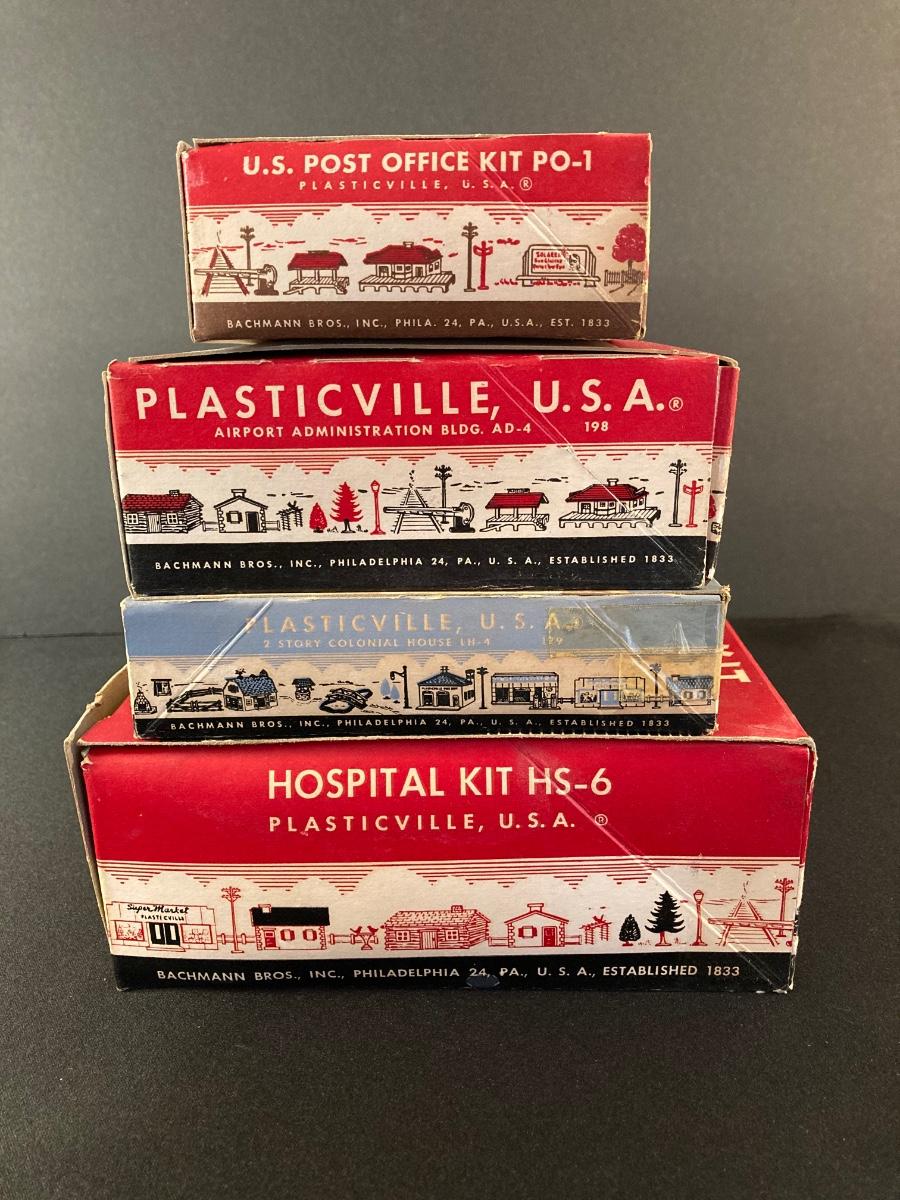 U.S. POST OFFICE KIT PO-1
PLASTICVILLE, U.S.A.®
SOLAREX
BACHMANN BROS., INC., PHILA. 24, PA., U.S.A., EST. 1833
PLASTICVILLE, U.S.A.®
AIRPORT ADMINISTRATION BLDG. AD-4 198
BACHMANN BROS., INC., PHILADELPHIA 24, PA., U. S. A., ESTABLISHED 1833
PLASTICVILLE, U.S.A.®
2 STORY COLONIAL HOUSE LH-4 129
BACHMANN BROS., INC., PHILADELPHIA 24, PA., U. S. A., ESTABLISHED 1833
HOSPITAL KIT HS-6
PLASTICVILLE, U.S.A. ®
Super Market
PLASTICVILLE
BACHMANN BROS., INC., PHILADELPHIA 24, PA., U. S. A., ESTABLISHED 1833